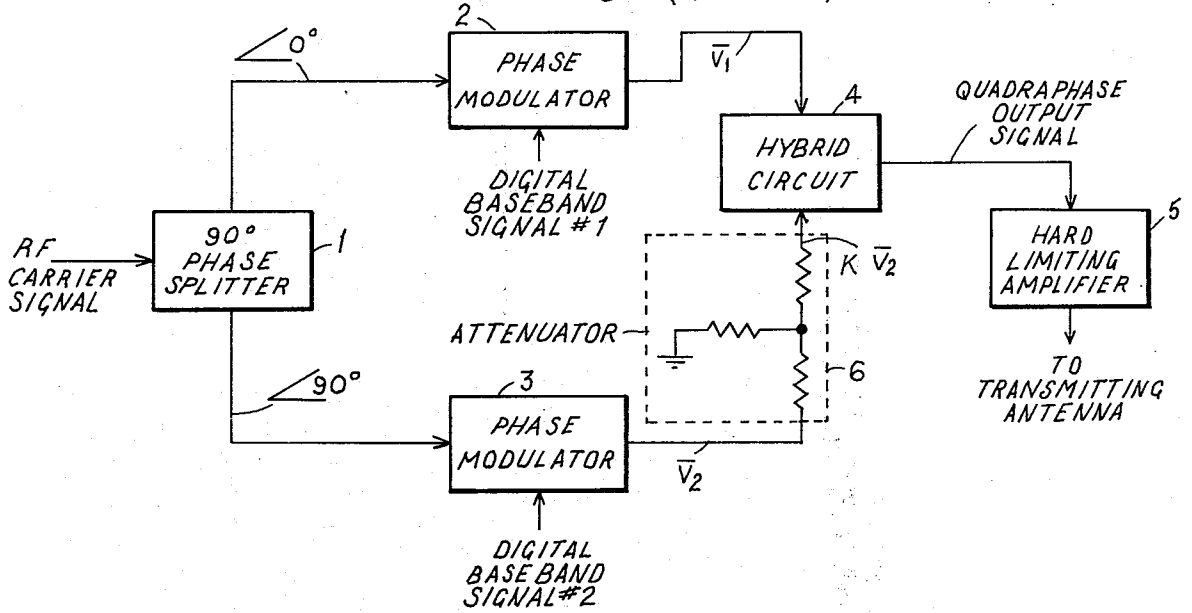 2
∠0°
PHASE
MODULATOR
V̅1
4
HYBRID
CIRCUIT
QUADRAPHASE
OUTPUT
SIGNAL
DIGITAL
BASEBAND
SIGNAL #1
RF
CARRIER
SIGNAL
90°
PHASE
SPLITTER
1
K V̅2
HARD
LIMITING
AMPLIFIER
5
ATTENUATOR
6
TO
TRANSMITTING
ANTENNA
∠90°
3
PHASE
MODULATOR
V̅2
DIGITAL
BASEBAND
SIGNAL #2